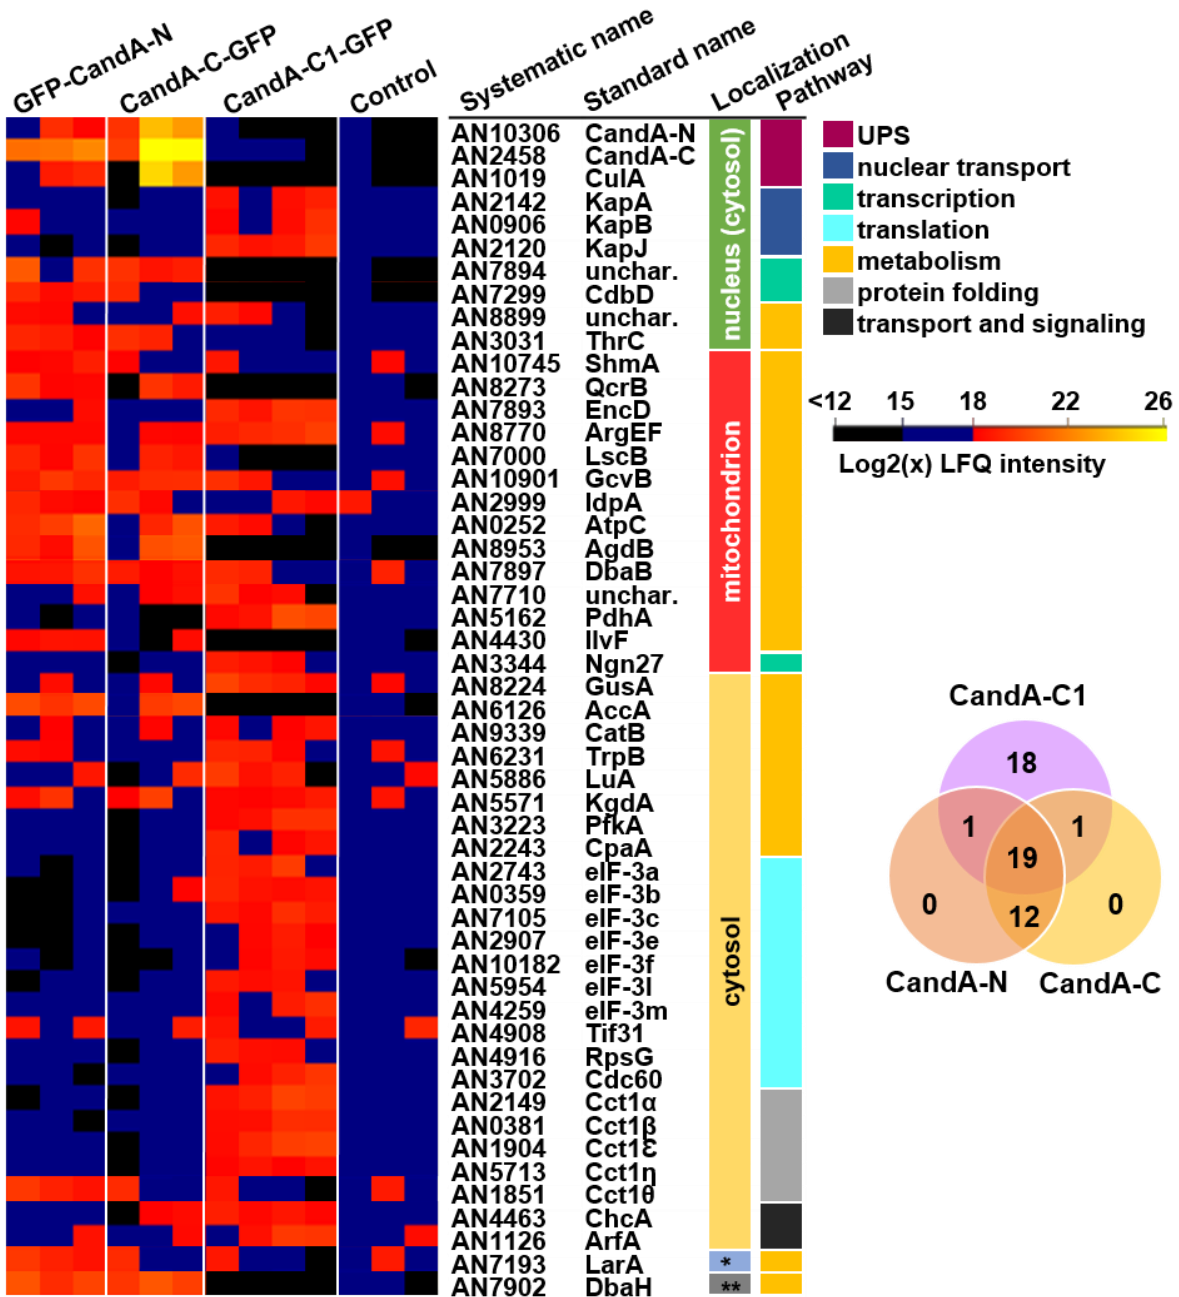 GFP-CandA-N
CandA-C-GFP
CandA-C1-GFP
Control
Systematic name
Standard name
Localization
Pathway
AN10306 CandA-N
AN2458 CandA-C
AN1019 CulA
AN2142 KapA
AN0906 KapB
AN2120 KapJ
AN7894 unchar.
AN7299 CdbD
AN8899 unchar.
AN3031 ThrC
AN10745 ShmA
AN8273 QcrB
AN7893 EncD
AN8770 ArgEF
AN7000 LscB
AN10901 GcvB
AN2999 IdpA
AN0252 AtpC
AN8953 AgdB
AN7897 DbaB
AN7710 unchar.
AN5162 PdhA
AN4430 IlvF
AN3344 Ngn27
AN8224 GusA
AN6126 AccA
AN9339 CatB
AN6231 TrpB
AN5886 LuA
AN5571 KgdA
AN3223 PfkA
AN2243 CpaA
AN2743 eIF-3a
AN0359 eIF-3b
AN7105 eIF-3c
AN2907 eIF-3e
AN10182 eIF-3f
AN5954 eIF-3l
AN4259 eIF-3m
AN4908 Tif31
AN4916 RpsG
AN3702 Cdc60
AN2149 Cct1α
AN0381 Cct1β
AN1904 Cct1ε
AN5713 Cct1η
AN1851 Cct1θ
AN4463 ChcA
AN1126 ArfA
AN7193 LarA *
AN7902 DbaH **
nucleus (cytosol)
mitochondrion
cytosol
UPS
nuclear transport
transcription
translation
metabolism
protein folding
transport and signaling
<12 15 18 22 26
Log2(x) LFQ intensity
CandA-C1
18
1 1
19
0 12 0
CandA-N CandA-C